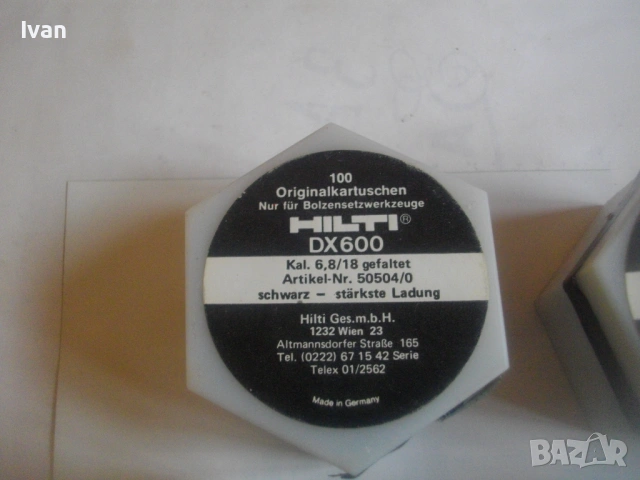 Ivan
100
Originalkartuschen
Nur für Bolzensetzwerkzeuge
HILTI®
DX600
Kal. 6,8/18 gefaltet
Artikel-Nr. 50504/0
schwarz – stärkste Ladung
Hilti Ges.m.b.H.
1232 Wien 23
Altmannsdorfer Straße 165
Tel. (0222) 67 15 42 Serie
Telex 01/2562
Made in Germany
BAZAR